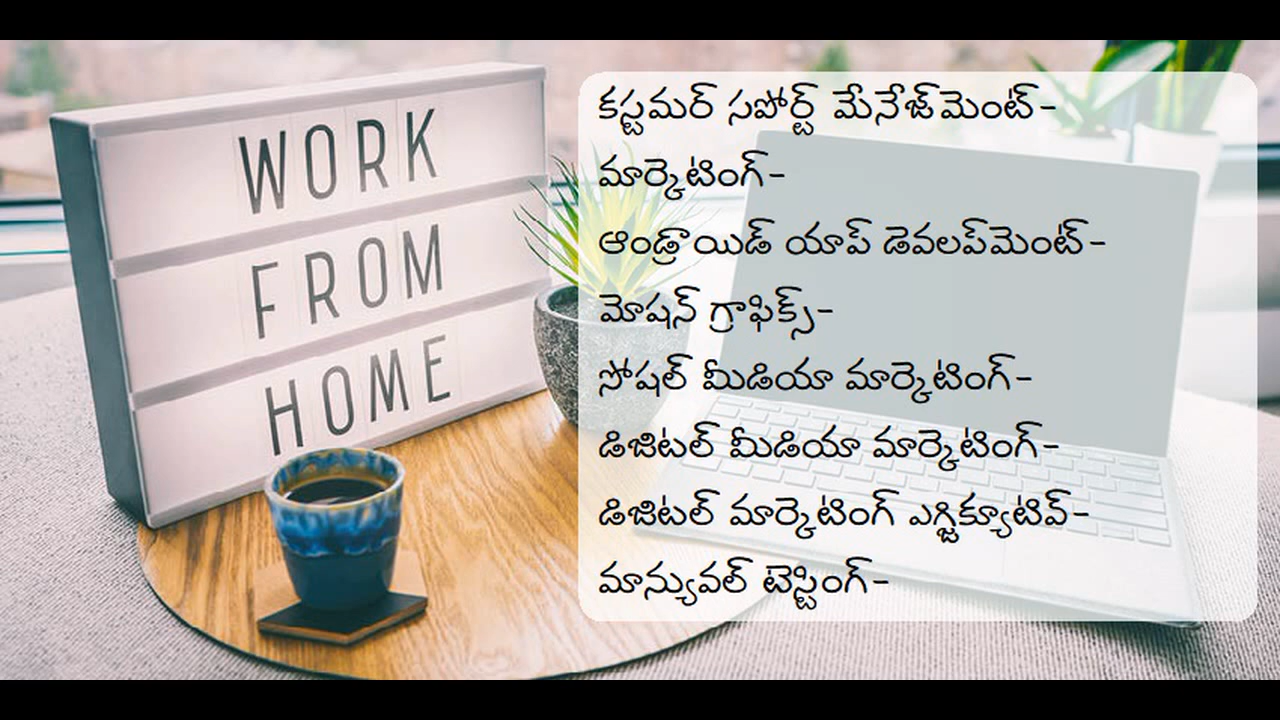 WORK
FROM
HOME
కస్టమర్ సపోర్ట్ మేనేజ్‌మెంట్-
మార్కెటింగ్-
ఆండ్రాయిడ్ యాప్ డెవలప్‌మెంట్-
మోషన్ గ్రాఫిక్స్-
సోషల్ మీడియా మార్కెటింగ్-
డిజిటల్ మీడియా మార్కెటింగ్-
డిజిటల్ మార్కెటింగ్ ఎగ్జిక్యూటివ్-
మాన్యువల్ టెస్టింగ్-